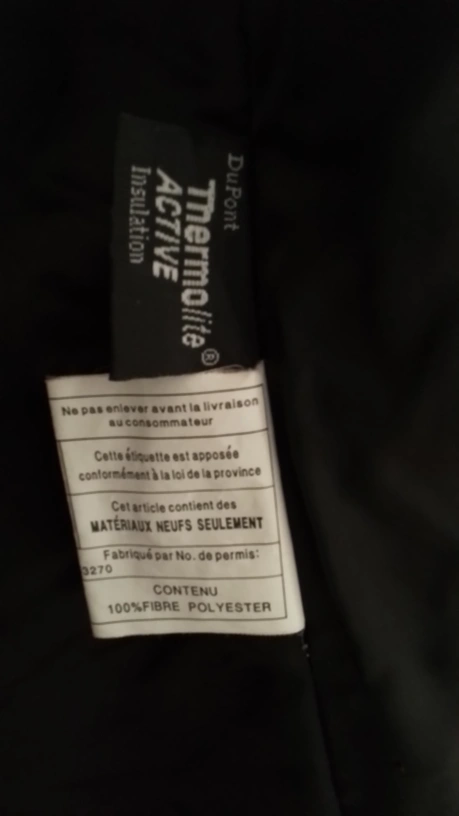 DuPont
Thermolite®
ACTIVE
Insulation
Ne pas enlever avant la livraison
au consommateur
Cette étiquette est apposée
conformément à la loi de la province
Cet article contient des
MATÉRIAUX NEUFS SEULEMENT
Fabriqué par No. de permis:
3270
CONTENU
100%FIBRE POLYESTER